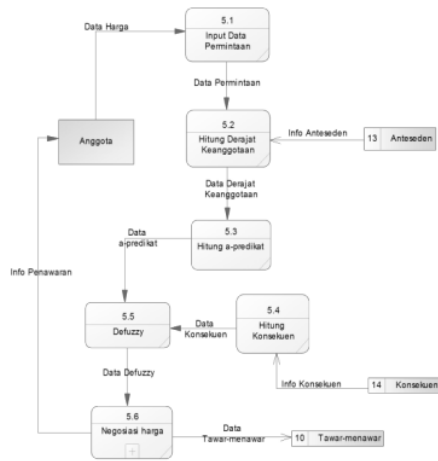 5.1
Data Harga
Input Data
Permintaan
Data Permintaan
5.2
Anggota
Hitung Derajat
Keanggotaan
Info Anteseden
13 Anteseden
Data Derajat
Keanggotaan
5.3
Hitung a-predikat
Data
a-predikat
Info Penawaran
5.5
Defuzzy
Data
Konsekuen
5.4
Hitung
Konsekuen
Data Defuzzy
Info Konsekuen
14 Konsekuen
5.6
Negosiasi harga
Data
Tawar-menawar
10 Tawar-menawar